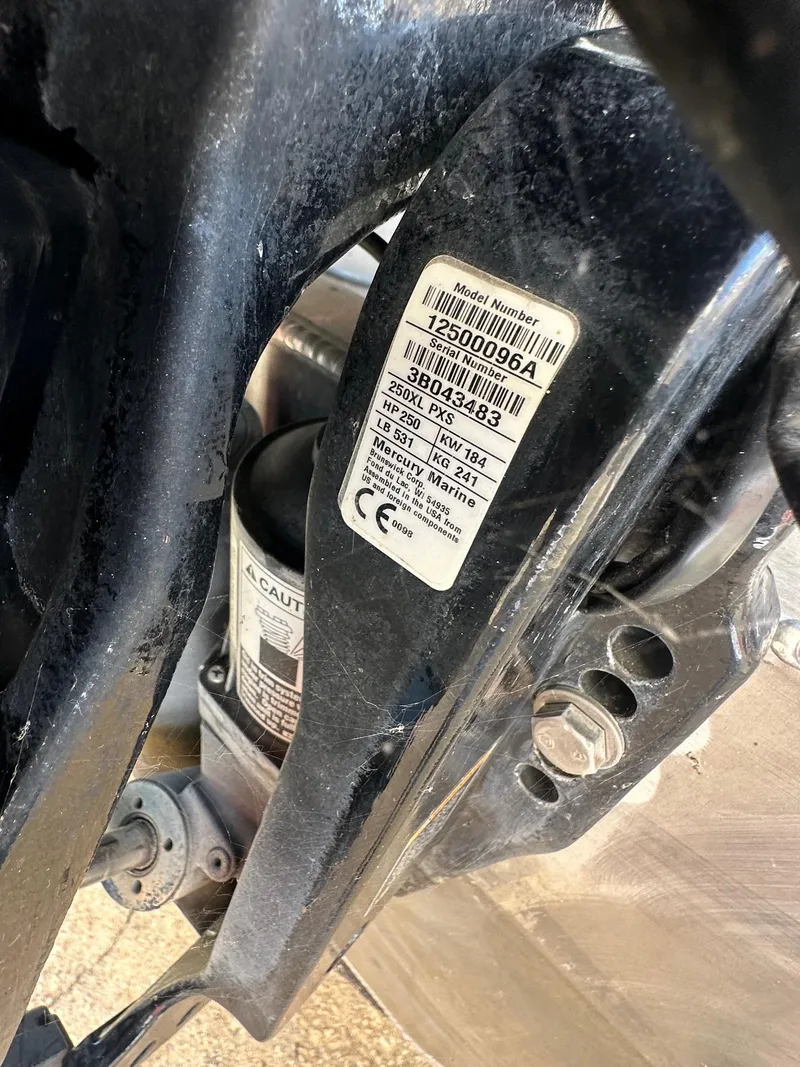 Model Number
12500096A
Serial Number
3B043483
250XL PXS
HP 250 KW 184
LB 531 KG 241
Mercury Marine
Brunswick Corp.
Fond du Lac, WI 54935
Assembled in the USA from
US and foreign components
CE 0098
CAUT